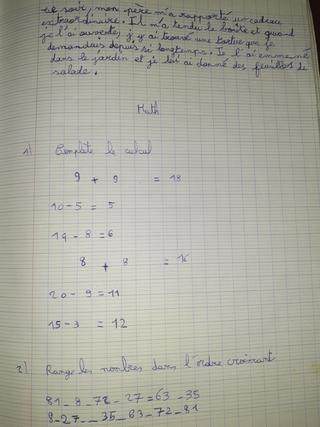 ce soir, mon père m'a rapporté un cadeau
extraordinaire. Il m'a tendu la boîte et quand
je l'ai ouverte, j'y ai trouvé une tortue que je
demandais depuis si longtemps. Je l'ai emmené
dans le jardin et je lui ai donné des feuilles de
salade.
Math
1) Complète le calcul
9 + 9 = 18
10 - 5 = 5
14 - 8 = 6
8 + 8 = 16
20 - 9 = 11
15 - 3 = 12
2) Range les nombres dans l'ordre croissant
81 - 9 - 72 - 27 = 63 - 35
9 - 27 - 35 - 63 - 72 - 81